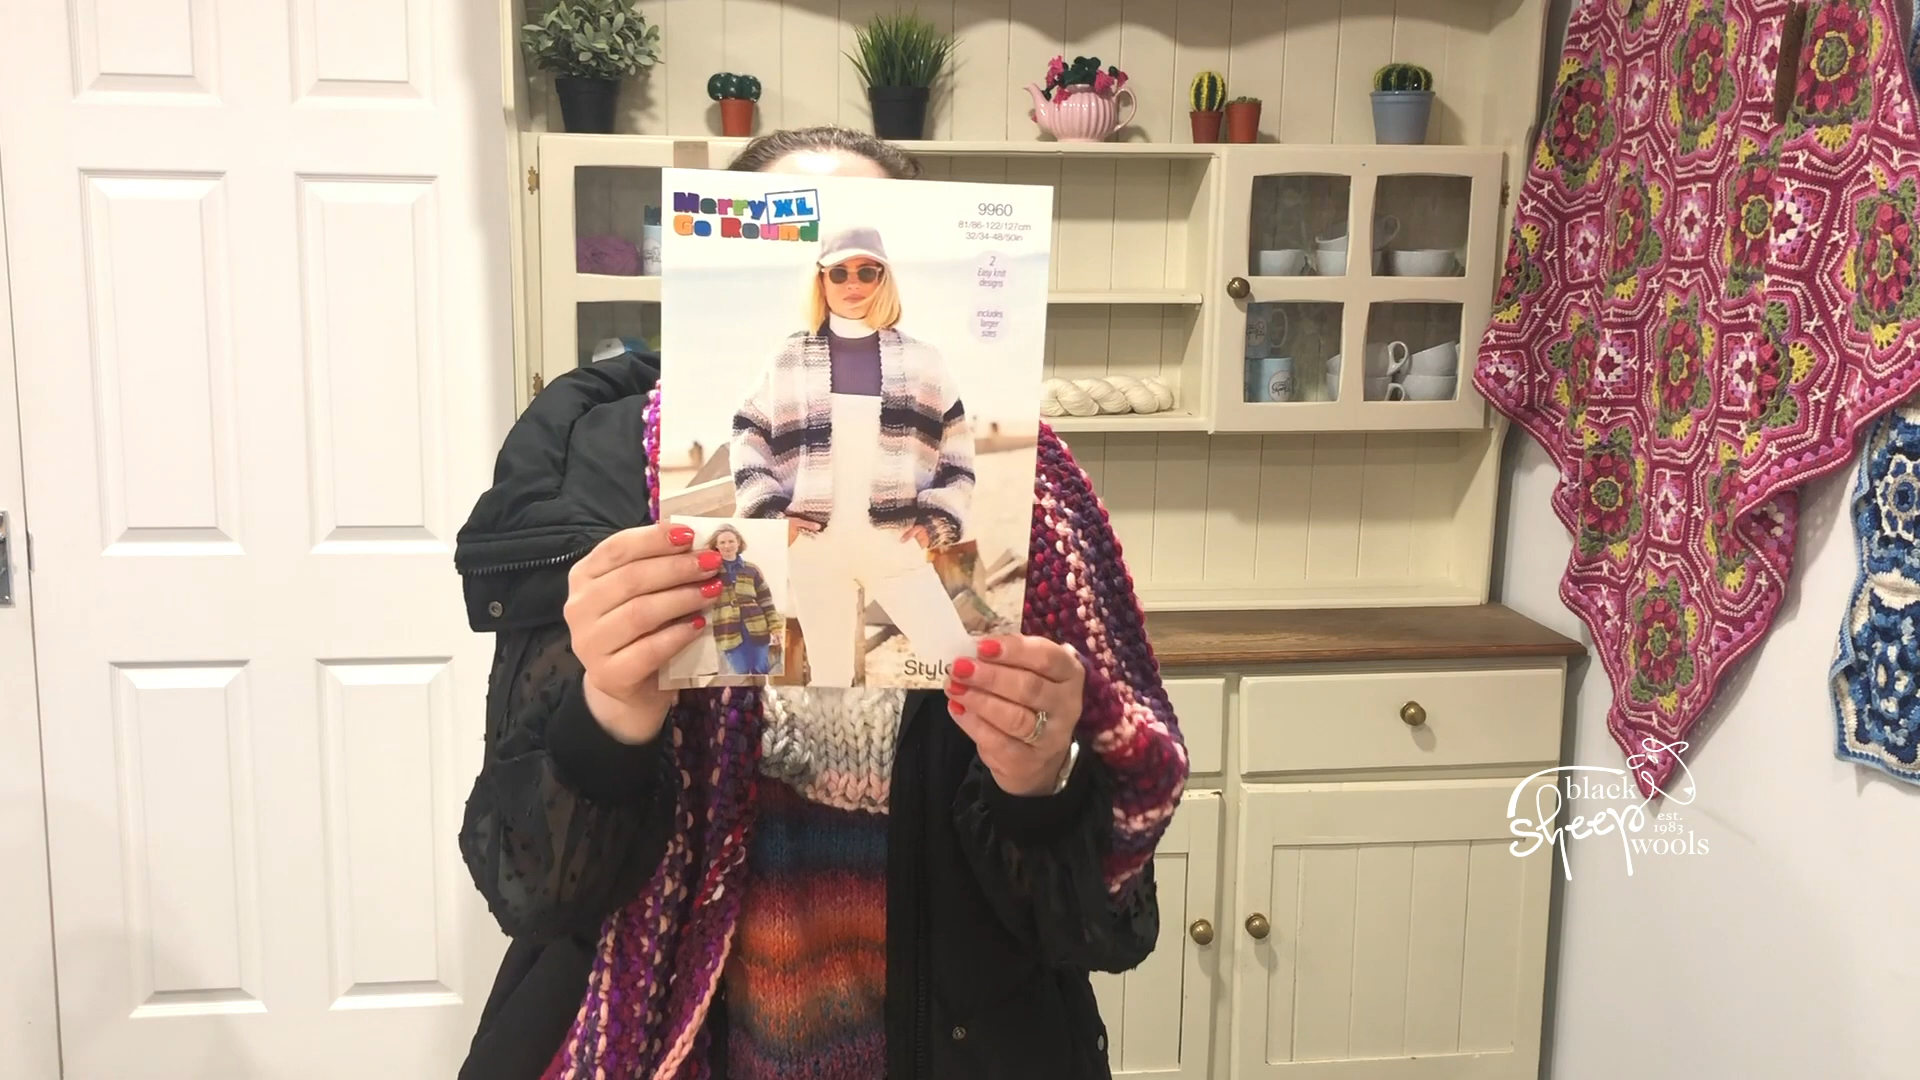 Merry XL
Go Round
9960
81/86-122/127cm
32/34-48/50in
2
Easy knit
designs
includes
larger
sizes
Style
black
Sheep
est.
1983
wools